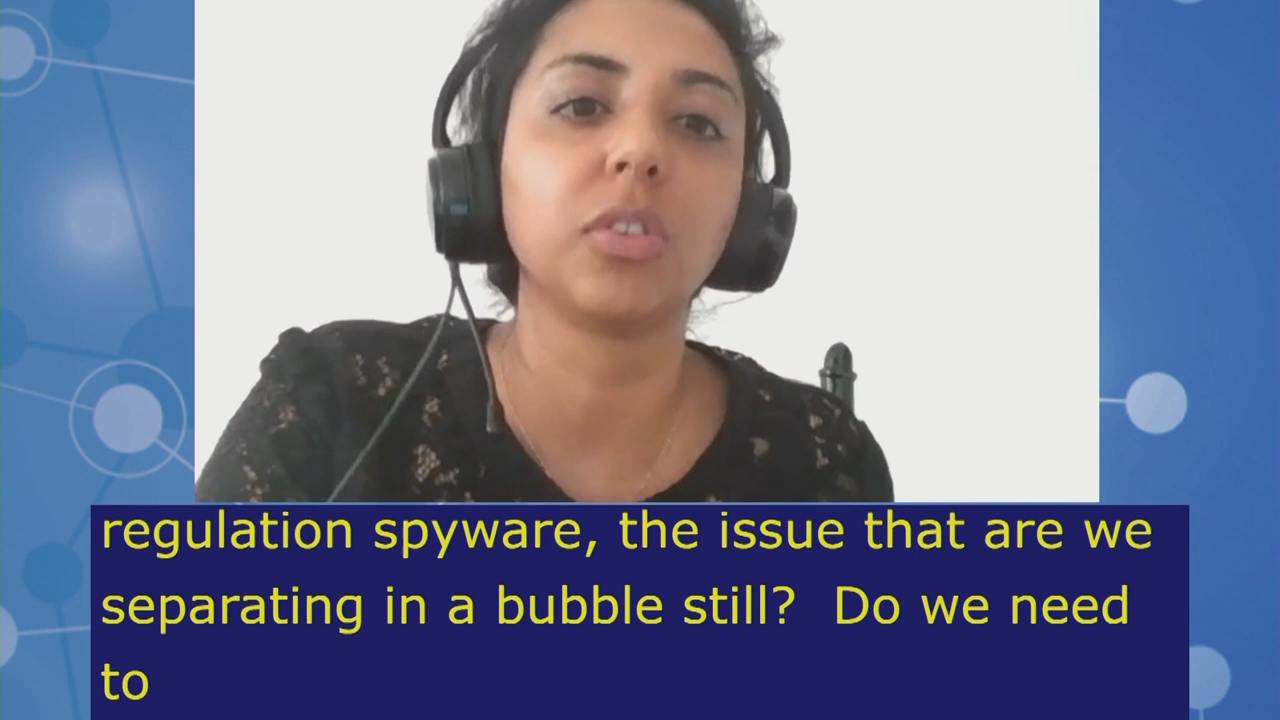 regulation spyware, the issue that are we
separating in a bubble still?  Do we need
to